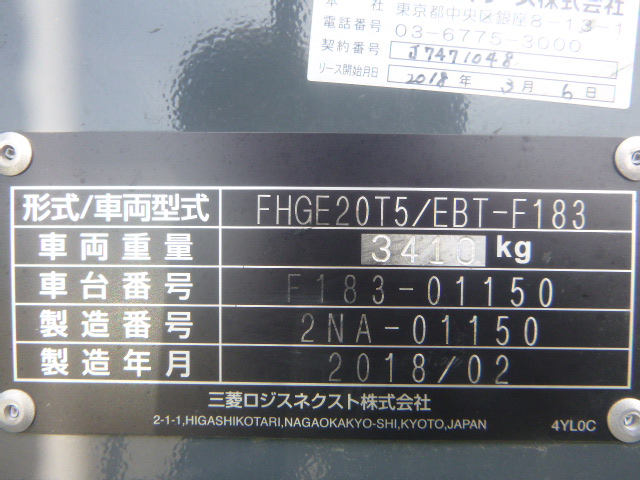 本社 東京都中央区銀座8-13-1
電話番号 03-6775-3000
契約番号 J7471048
リース開始月日 2018年3月6日
形式/車両型式 FHGE20T5/EBT-F183
車両重量 3410 kg
車台番号 F183-01150
製造番号 2NA-01150
製造年月 2018/02
三菱ロジスネクスト株式会社
2-1-1,HIGASHIKOTARI,NAGAOKAKYO-SHI,KYOTO,JAPAN 4YL0C